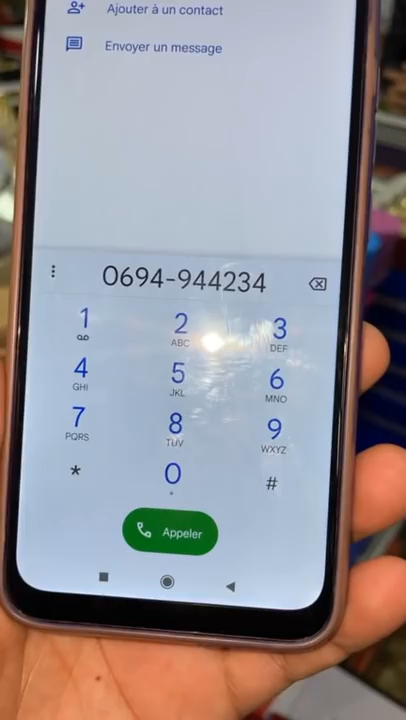 Ajouter à un contact
Envoyer un message
0694-944234
1 2 3
ABC DEF
4 5 6
GHI JKL MNO
7 8 9
PQRS TUV WXYZ
* 0 #
Appeler